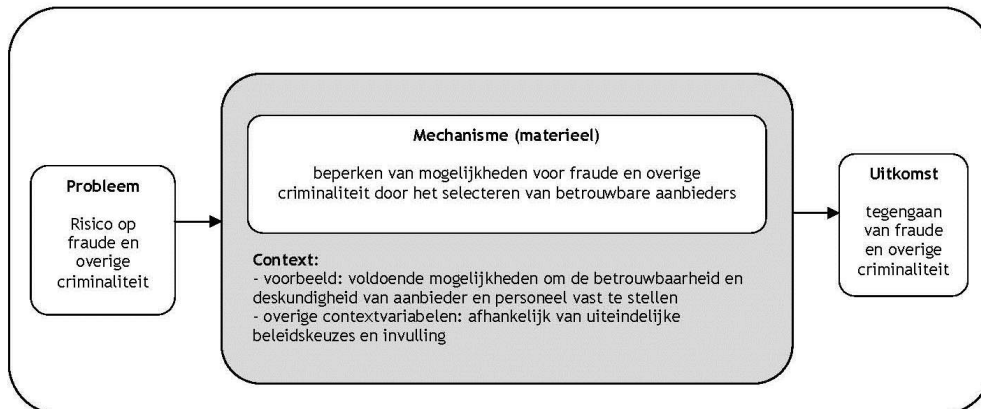 Probleem
Risico op
fraude en
overige
criminaliteit
Mechanisme (materieel)
beperken van mogelijkheden voor fraude en overige
criminaliteit door het selecteren van betrouwbare aanbieders
Context:
- voorbeeld: voldoende mogelijkheden om de betrouwbaarheid en
deskundigheid van aanbieder en personeel vast te stellen
- overige contextvariabelen: afhankelijk van uiteindelijke
beleidskeuzes en invulling
Uitkomst
tegengaan
van fraude
en overige
criminaliteit